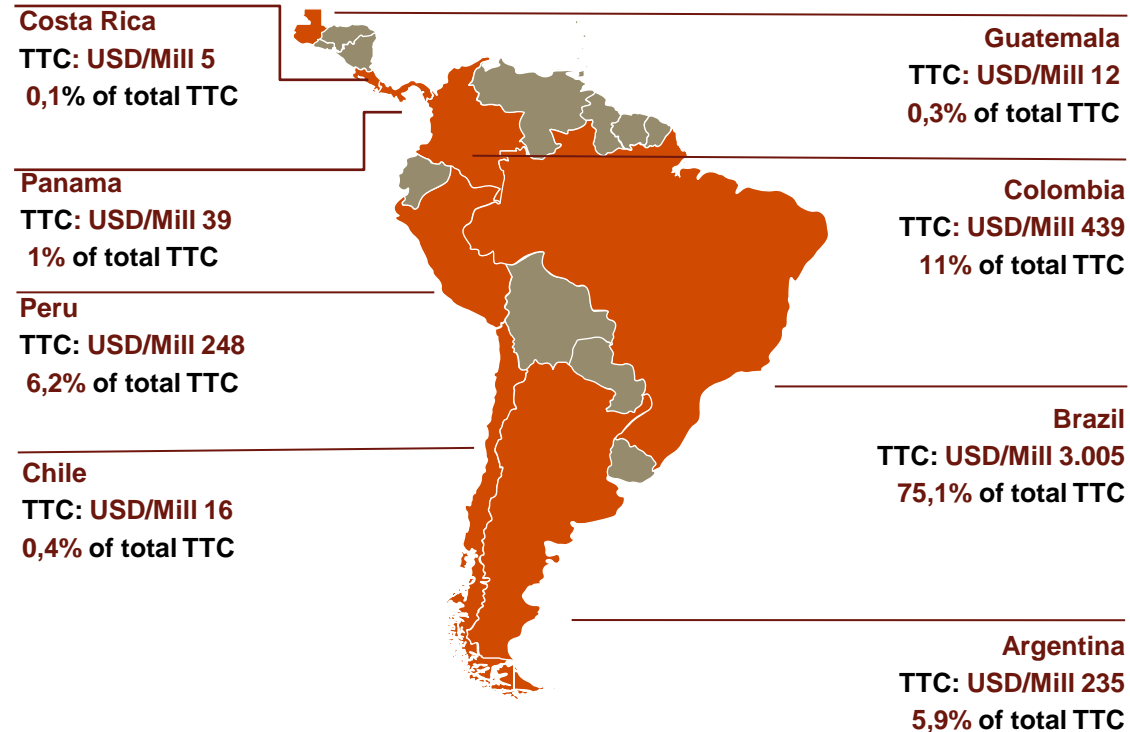 Costa Rica
TTC: USD/Mill 5
0,1% of total TTC
Guatemala
TTC: USD/Mill 12
0,3% of total TTC
Panama
TTC: USD/Mill 39
1% of total TTC
Colombia
TTC: USD/Mill 439
11% of total TTC
Peru
TTC: USD/Mill 248
6,2% of total TTC
Brazil
TTC: USD/Mill 3.005
75,1% of total TTC
Chile
TTC: USD/Mill 16
0,4% of total TTC
Argentina
TTC: USD/Mill 235
5,9% of total TTC